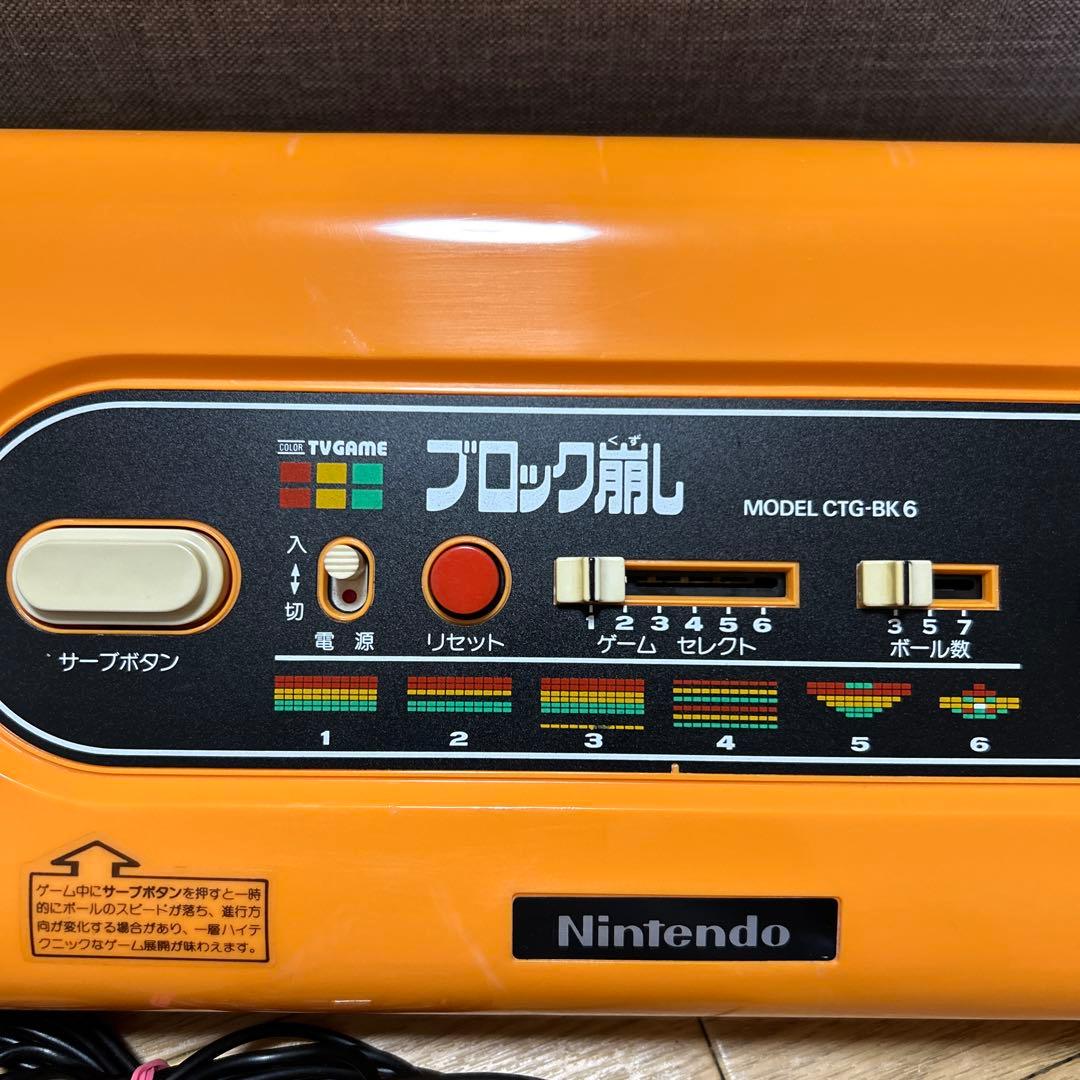 COLOR TVGAME
くず
ブロック崩し
MODEL CTG-BK6
入
切
電源
リセット
1 2 3 4 5 6
ゲーム セレクト
3 5 7
ボール数
サーブボタン
1 2 3 4 5 6
ゲーム中にサーブボタンを押すと一時
的にボールのスピードが落ち、進行方
向が変化する場合があり、一層ハイテ
クニックなゲーム展開が味わえます。
Nintendo